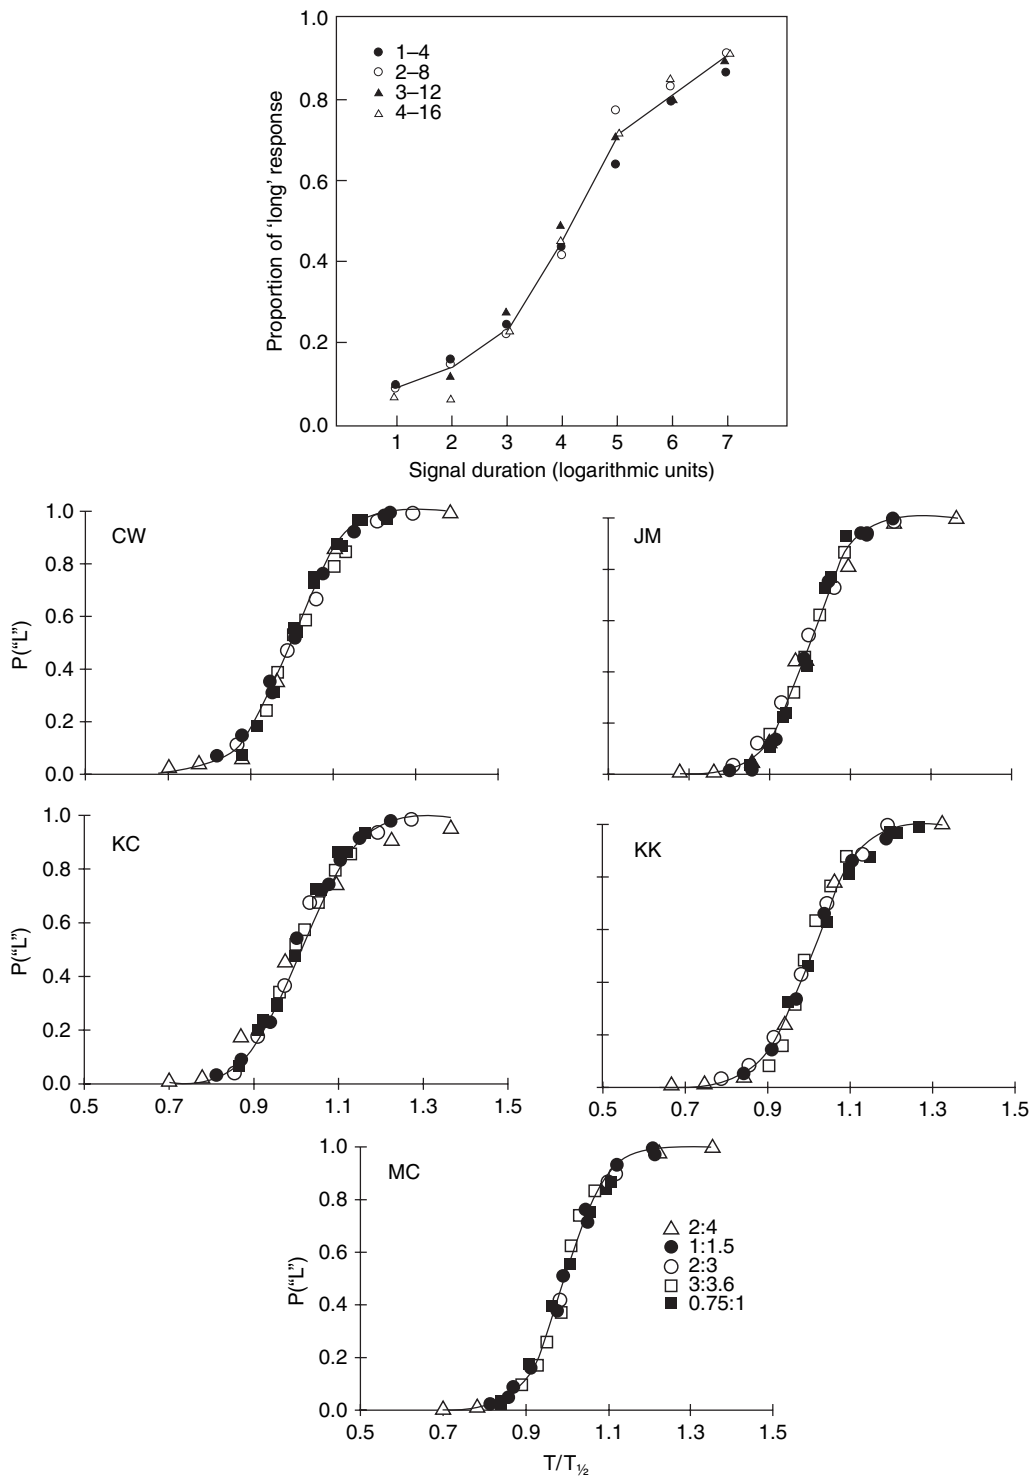 1.0
1–4
2–8
3–12
4–16
0.8
0.6
0.4
0.2
0.0
Proportion of ‘long’ response
1 2 3 4 5 6 7
Signal duration (logarithmic units)
1.0
CW
0.8
0.6
0.4
0.2
0.0
P(“L”)
JM
1.0
KC
0.8
0.6
0.4
0.2
0.0
P(“L”)
0.5 0.7 0.9 1.1 1.3 1.5
KK
0.5 0.7 0.9 1.1 1.3 1.5
1.0
MC
0.8
0.6
0.4
0.2
0.0
P(“L”)
2:4
1:1.5
2:3
3:3.6
0.75:1
0.5 0.7 0.9 1.1 1.3 1.5
T/T½